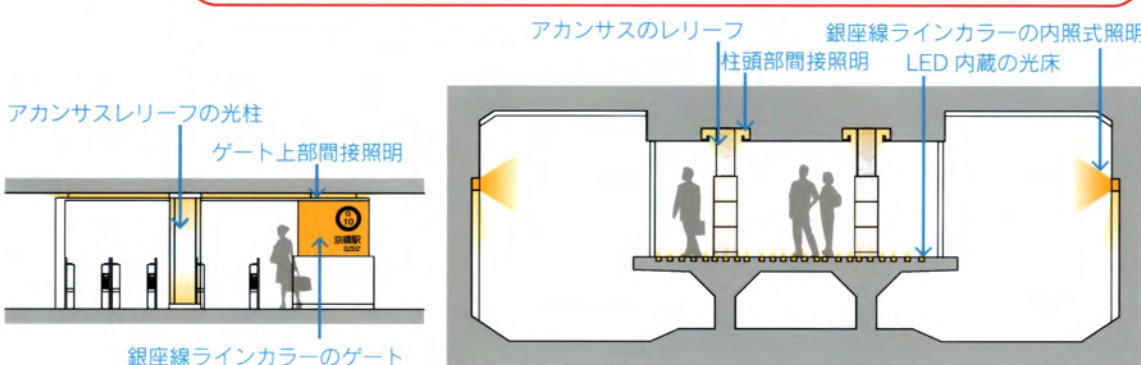 アカンサスのレリーフ
銀座線ラインカラーの内照式照明
柱頭部間接照明
LED 内蔵の光床
アカンサスレリーフの光柱
ゲート上部間接照明
G
10
京橋駅
銀座線ラインカラーのゲート